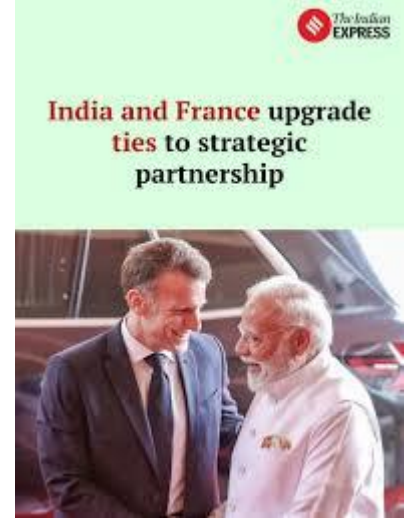 The Indian
EXPRESS
India and France upgrade
ties to strategic
partnership